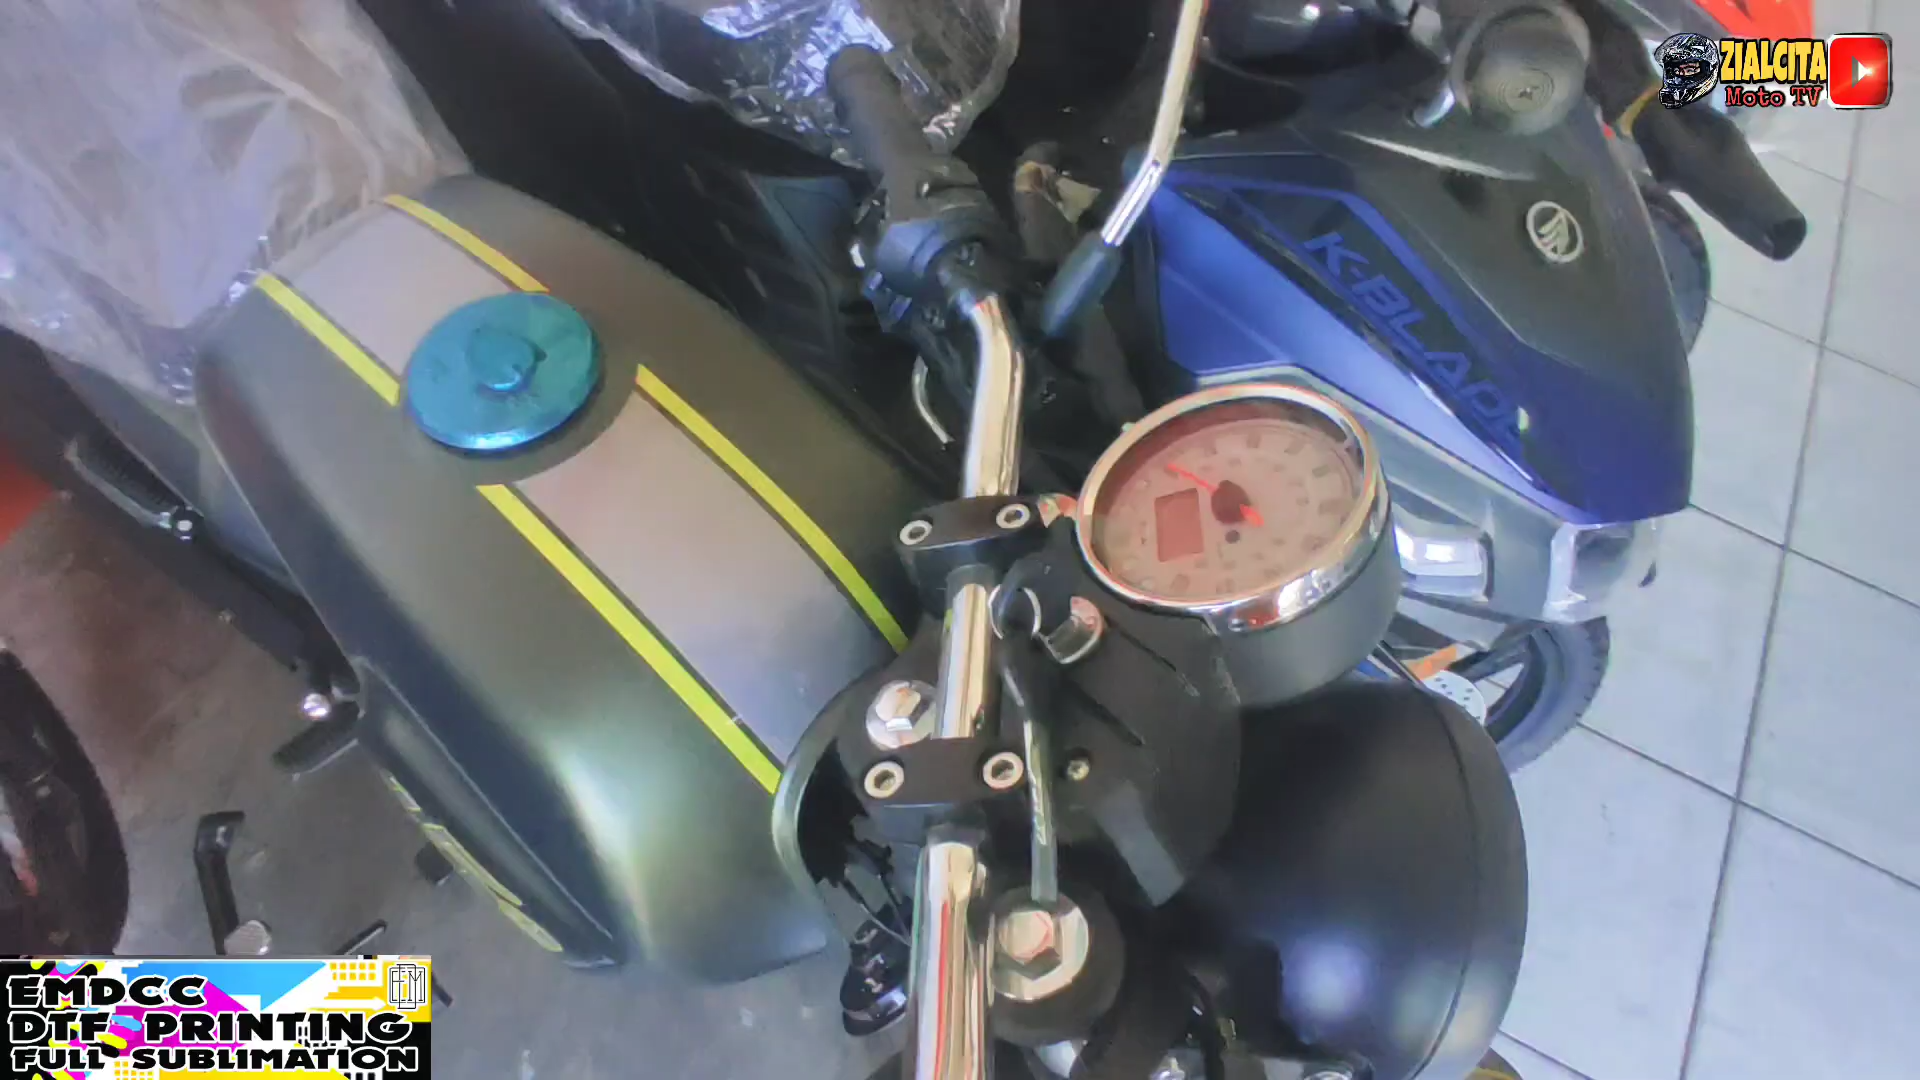 ZIALCITA
Moto TV
K-BLADE
EMDCC
DTF PRINTING
FULL SUBLIMATION